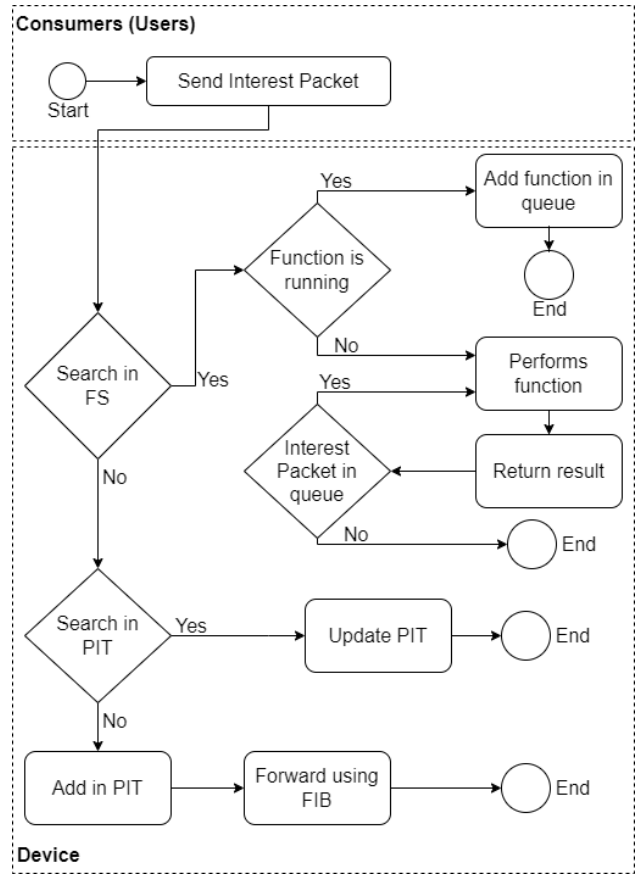 Consumers (Users)
Send Interest Packet
Start
Yes
Add function in
queue
Function is
running
End
No
Performs
function
Search in
FS
Yes
Yes
Interest
Packet in
queue
Return result
No
No
End
Search in
PIT
Yes
Update PIT
End
No
Add in PIT
Forward using
FIB
End
Device